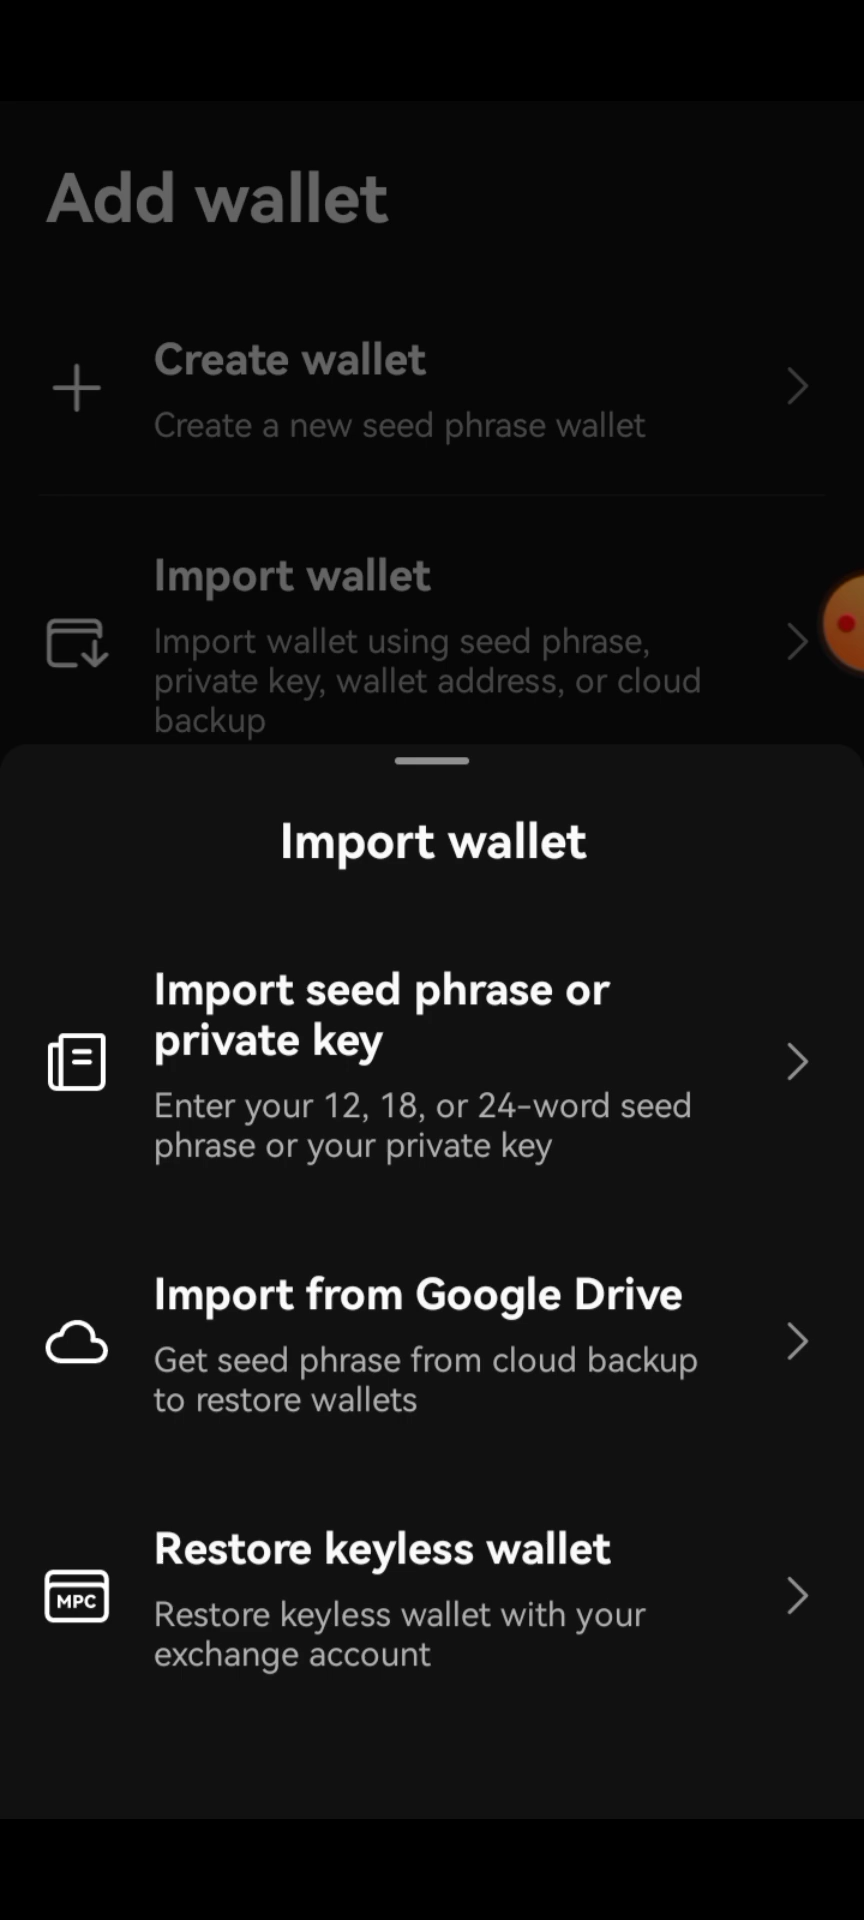 Add wallet
Create wallet
Create a new seed phrase wallet
Import wallet
Import wallet using seed phrase,
private key, wallet address, or cloud
backup
Import wallet
Import seed phrase or
private key
Enter your 12, 18, or 24-word seed
phrase or your private key
Import from Google Drive
Get seed phrase from cloud backup
to restore wallets
Restore keyless wallet
MPC
Restore keyless wallet with your
exchange account